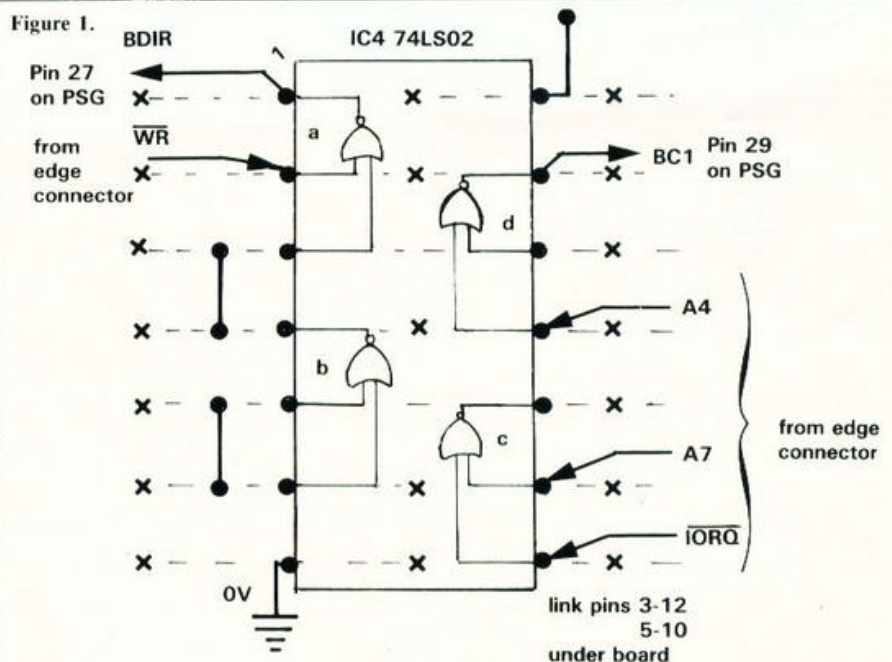 Figure 1.
BDIR
1
IC4 74LS02
Pin 27
on PSG
a
WR
from
edge
connector
BC1 Pin 29
on PSG
d
A4
b
c
from edge
connector
A7
IORQ
0V
link pins 3-12
5-10
under board